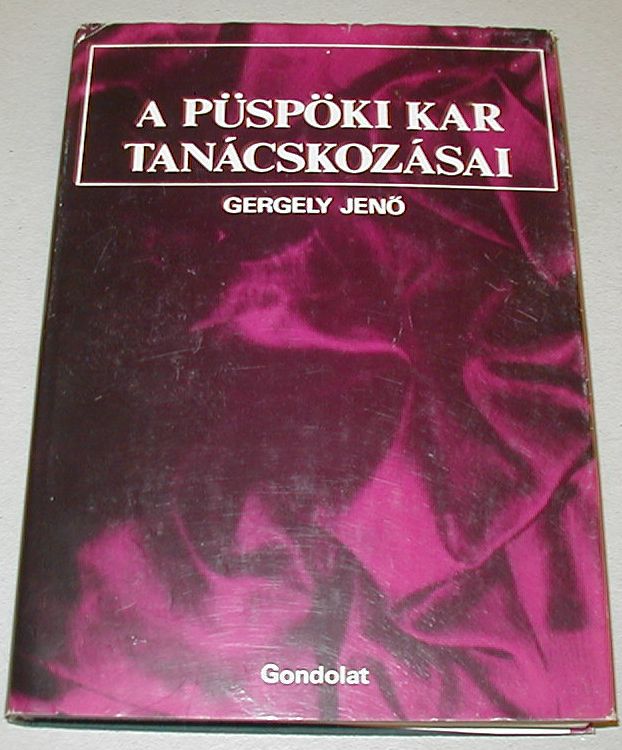 A PÜSPÖKI KAR
TANÁCSKOZÁSAI
GERGELY JENŐ
Gondolat